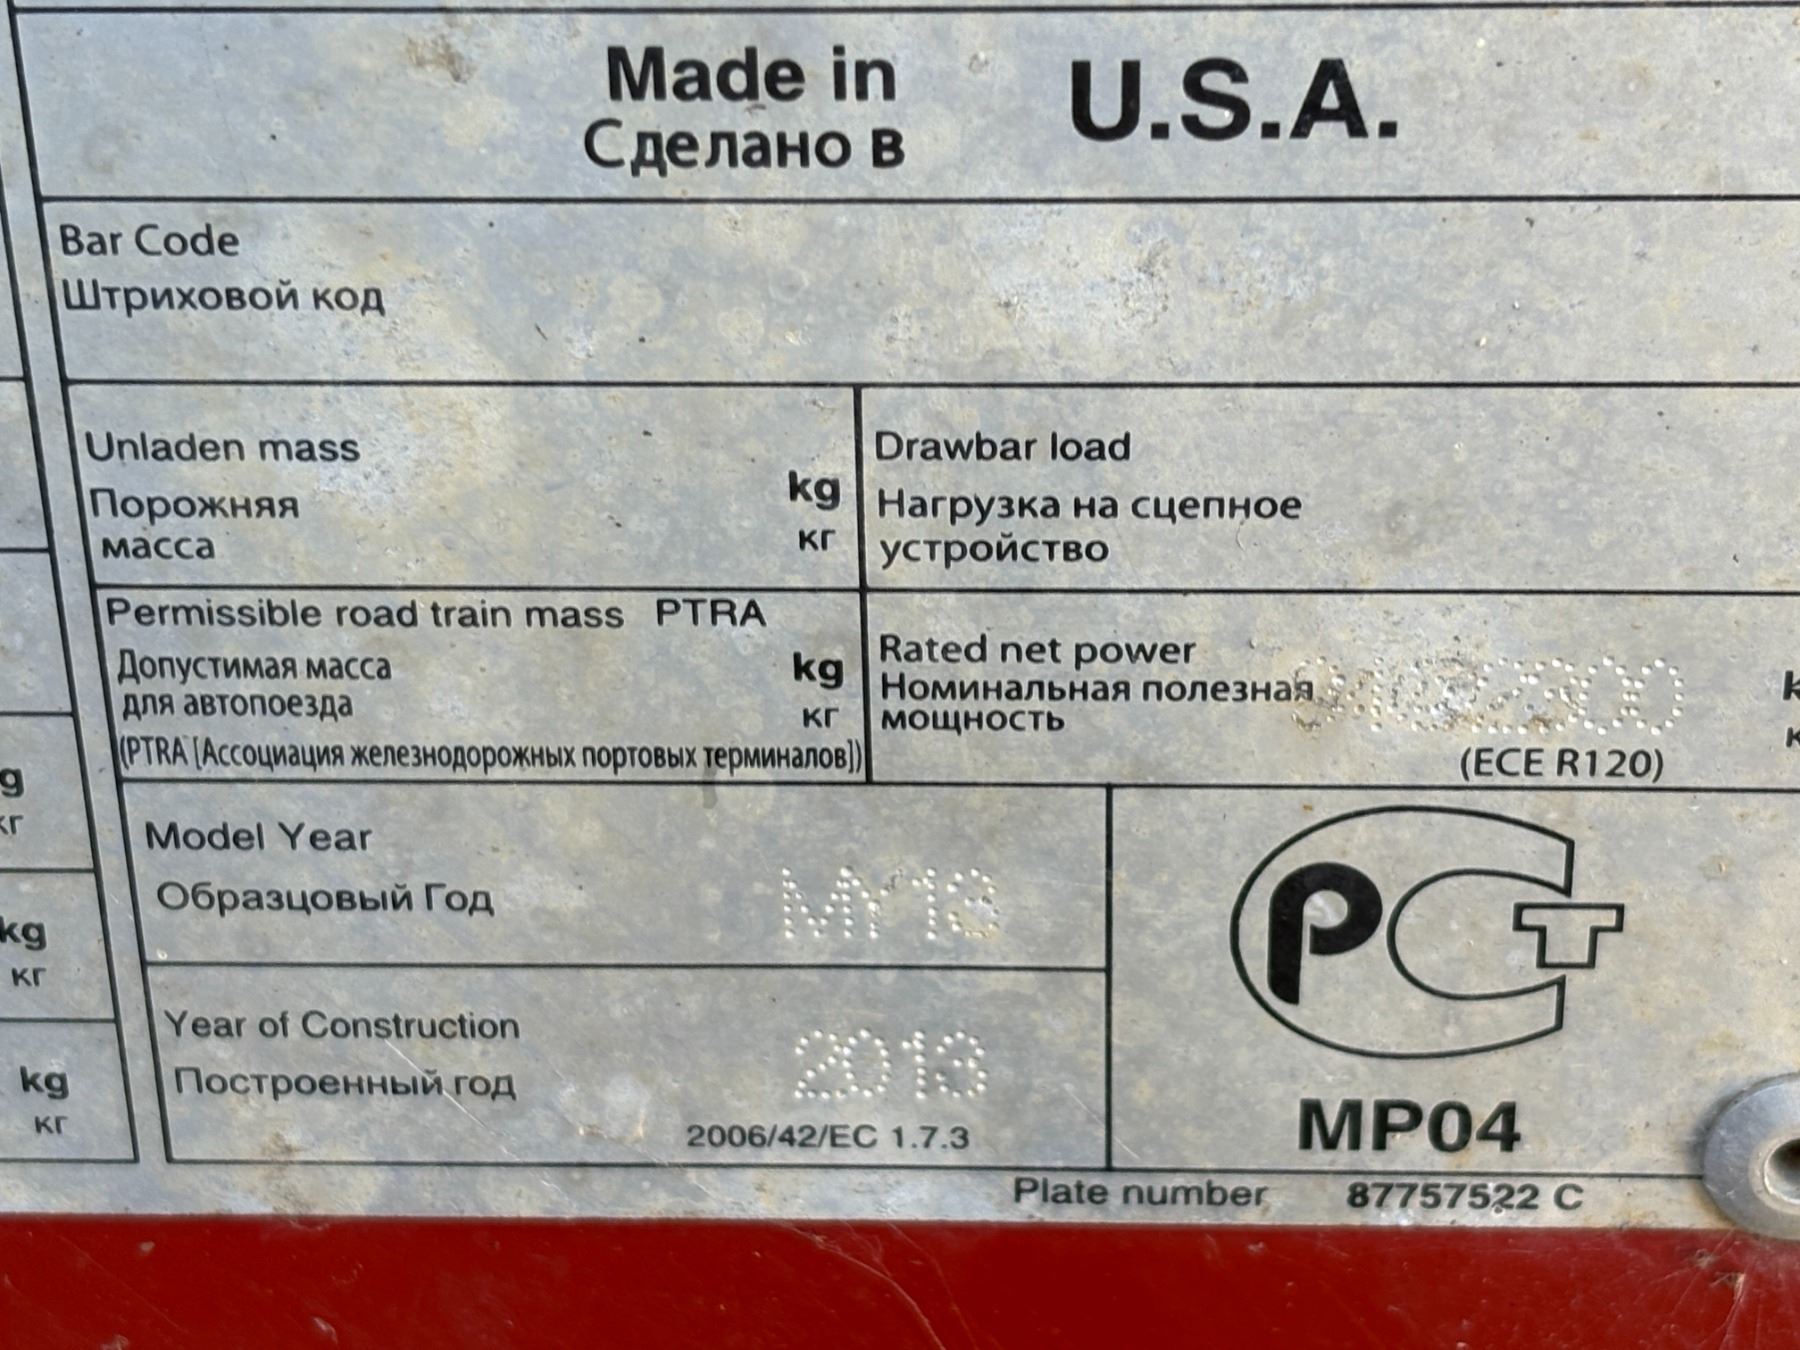 Made in U.S.A.
Сделано в
Bar Code
Штриховой код
Unladen mass
Порожняя
масса
kg
кг
Drawbar load
Нагрузка на сцепное
устройство
Permissible road train mass PTRA
Допустимая масса
для автопоезда
kg
кг
(PTRA [Ассоциация железнодорожных портовых терминалов])
Rated net power
Номинальная полезная
мощность
(ECE R120)
Model Year
Образцовый Год
MY13
Year of Construction
Построенный год
2013
2006/42/EC 1.7.3
РСТ
MP04
Plate number 87757522 C
kg
кг
kg
кг